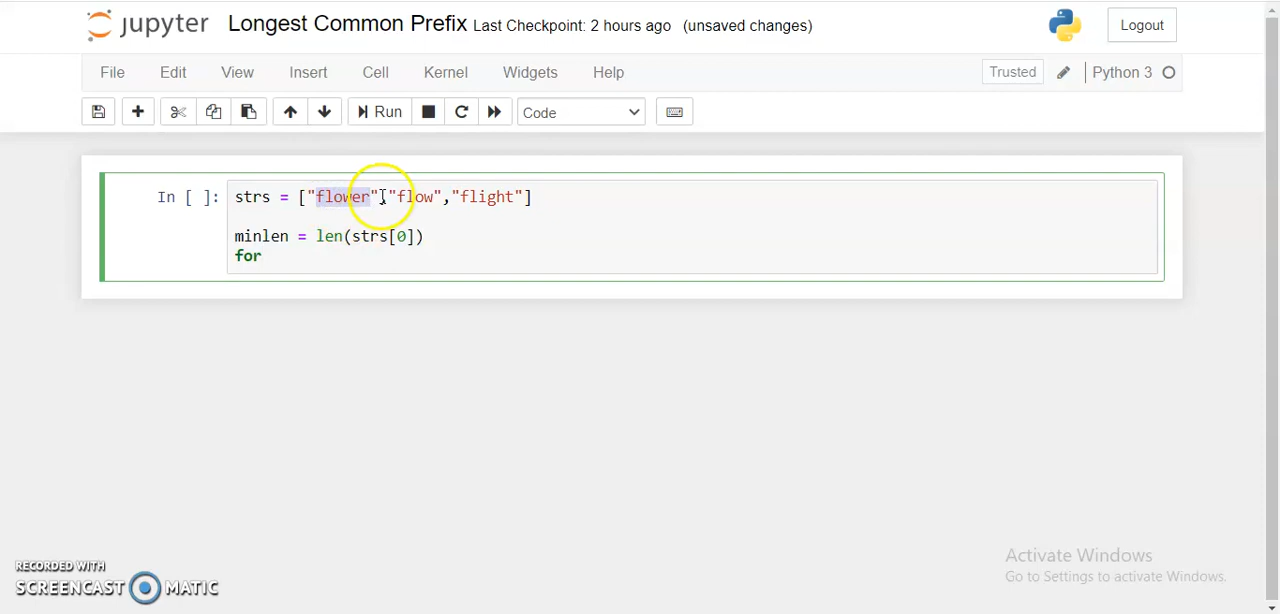 jupyter Longest Common Prefix Last Checkpoint: 2 hours ago (unsaved changes) Logout
File Edit View Insert Cell Kernel Widgets Help Trusted Python 3
Run Code
In [ ]: strs = ["flower","flow","flight"]
minlen = len(strs[0])
for
Activate Windows
Go to Settings to activate Windows.
RECORDED WITH
SCREENCAST MATIC